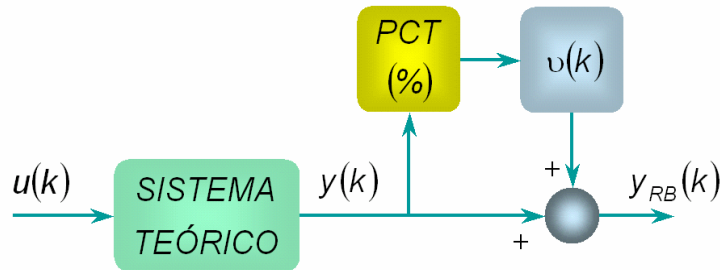 PCT
(%)
υ(k)
+
u(k)
SISTEMA
TEÓRICO
y(k)
y_RB(k)
+